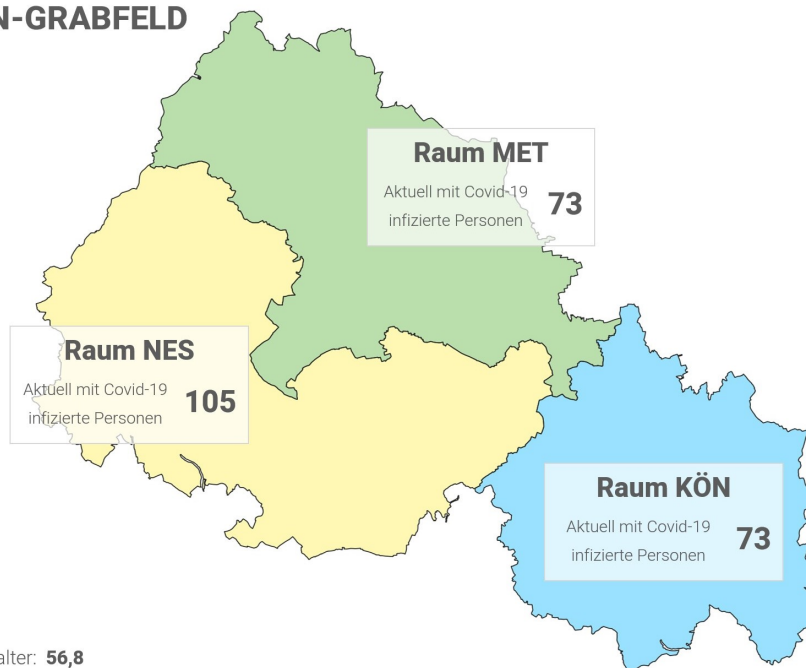 N-GRABFELD
Raum MET
Aktuell mit Covid-19
infizierte Personen
73
Raum NES
Aktuell mit Covid-19
infizierte Personen
105
Raum KÖN
Aktuell mit Covid-19
infizierte Personen
73
alter: 56,8